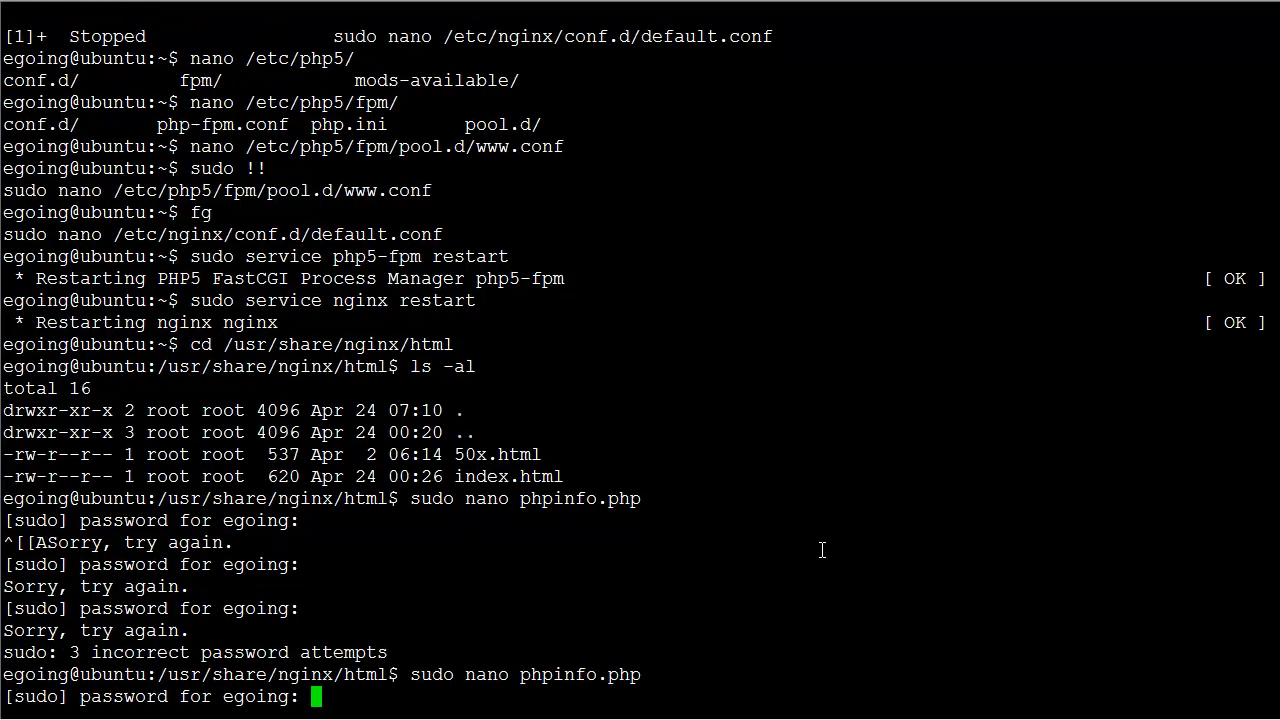 [1]+  Stopped                 sudo nano /etc/nginx/conf.d/default.conf
egoing@ubuntu:~$ nano /etc/php5/
conf.d/         fpm/            mods-available/
egoing@ubuntu:~$ nano /etc/php5/fpm/
conf.d/       php-fpm.conf  php.ini       pool.d/
egoing@ubuntu:~$ nano /etc/php5/fpm/pool.d/www.conf
egoing@ubuntu:~$ sudo !!
sudo nano /etc/php5/fpm/pool.d/www.conf
egoing@ubuntu:~$ fg
sudo nano /etc/nginx/conf.d/default.conf
egoing@ubuntu:~$ sudo service php5-fpm restart
 * Restarting PHP5 FastCGI Process Manager php5-fpm                                                          [ OK ]
egoing@ubuntu:~$ sudo service nginx restart
 * Restarting nginx nginx                                                                                    [ OK ]
egoing@ubuntu:~$ cd /usr/share/nginx/html
egoing@ubuntu:/usr/share/nginx/html$ ls -al
total 16
drwxr-xr-x 2 root root 4096 Apr 24 07:10 .
drwxr-xr-x 3 root root 4096 Apr 24 00:20 ..
-rw-r--r-- 1 root root  537 Apr  2 06:14 50x.html
-rw-r--r-- 1 root root  620 Apr 24 00:26 index.html
egoing@ubuntu:/usr/share/nginx/html$ sudo nano phpinfo.php
[sudo] password for egoing:
^[[ASorry, try again.
[sudo] password for egoing:
Sorry, try again.
[sudo] password for egoing:
Sorry, try again.
sudo: 3 incorrect password attempts
egoing@ubuntu:/usr/share/nginx/html$ sudo nano phpinfo.php
[sudo] password for egoing: